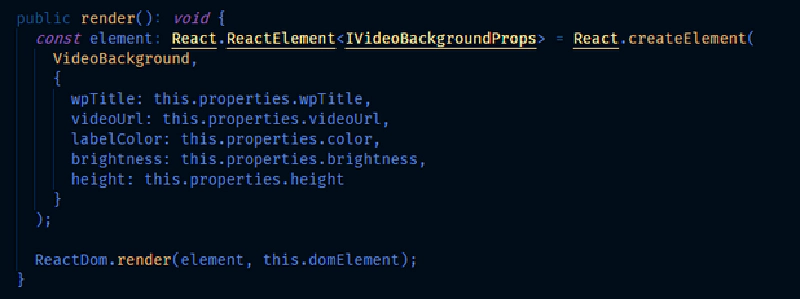 public render(): void {
const element: React.ReactElement<IVideoBackgroundProps> = React.createElement(
VideoBackground,
{
wpTitle: this.properties.wpTitle,
videoUrl: this.properties.videoUrl,
labelColor: this.properties.color,
brightness: this.properties.brightness,
height: this.properties.height
}
);
ReactDom.render(element, this.domElement);
}